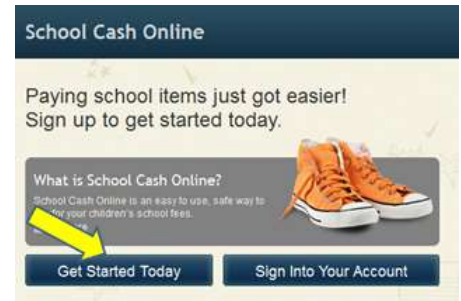 School Cash Online
Paying school items just got easier!
Sign up to get started today.
What is School Cash Online?
School Cash Online is an easy to use, safe way to
for your children's school fees.
Get Started Today
Sign Into Your Account